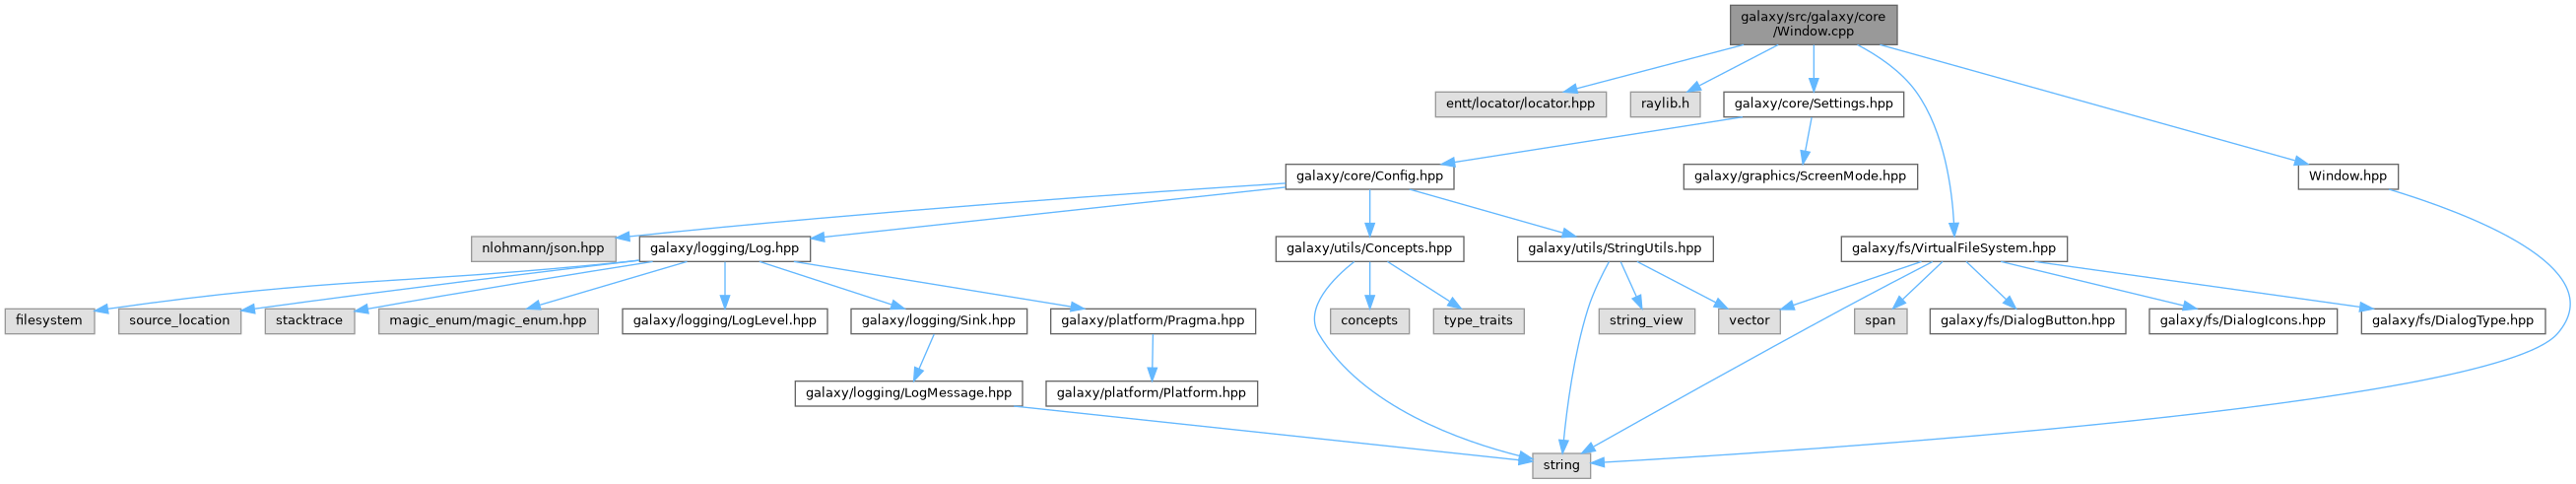 galaxy/src/galaxy/core
/Window.cpp
entt/locator/locator.hpp
raylib.h
galaxy/core/Settings.hpp
galaxy/core/Config.hpp
galaxy/graphics/ScreenMode.hpp
Window.hpp
nlohmann/json.hpp
galaxy/logging/Log.hpp
galaxy/utils/Concepts.hpp
galaxy/utils/StringUtils.hpp
galaxy/fs/VirtualFileSystem.hpp
filesystem
source_location
stacktrace
magic_enum/magic_enum.hpp
galaxy/logging/LogLevel.hpp
galaxy/logging/Sink.hpp
galaxy/platform/Pragma.hpp
concepts
type_traits
string_view
vector
span
galaxy/fs/DialogButton.hpp
galaxy/fs/DialogIcons.hpp
galaxy/fs/DialogType.hpp
galaxy/logging/LogMessage.hpp
galaxy/platform/Platform.hpp
string